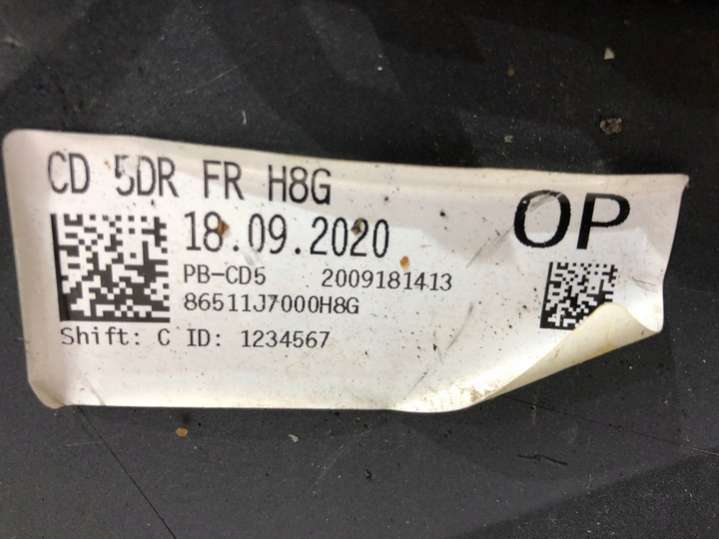 CD 5DR FR H8G
OP
18.09.2020
PB-CD5 2009181413
86511J7000H8G
Shift: C ID: 1234567